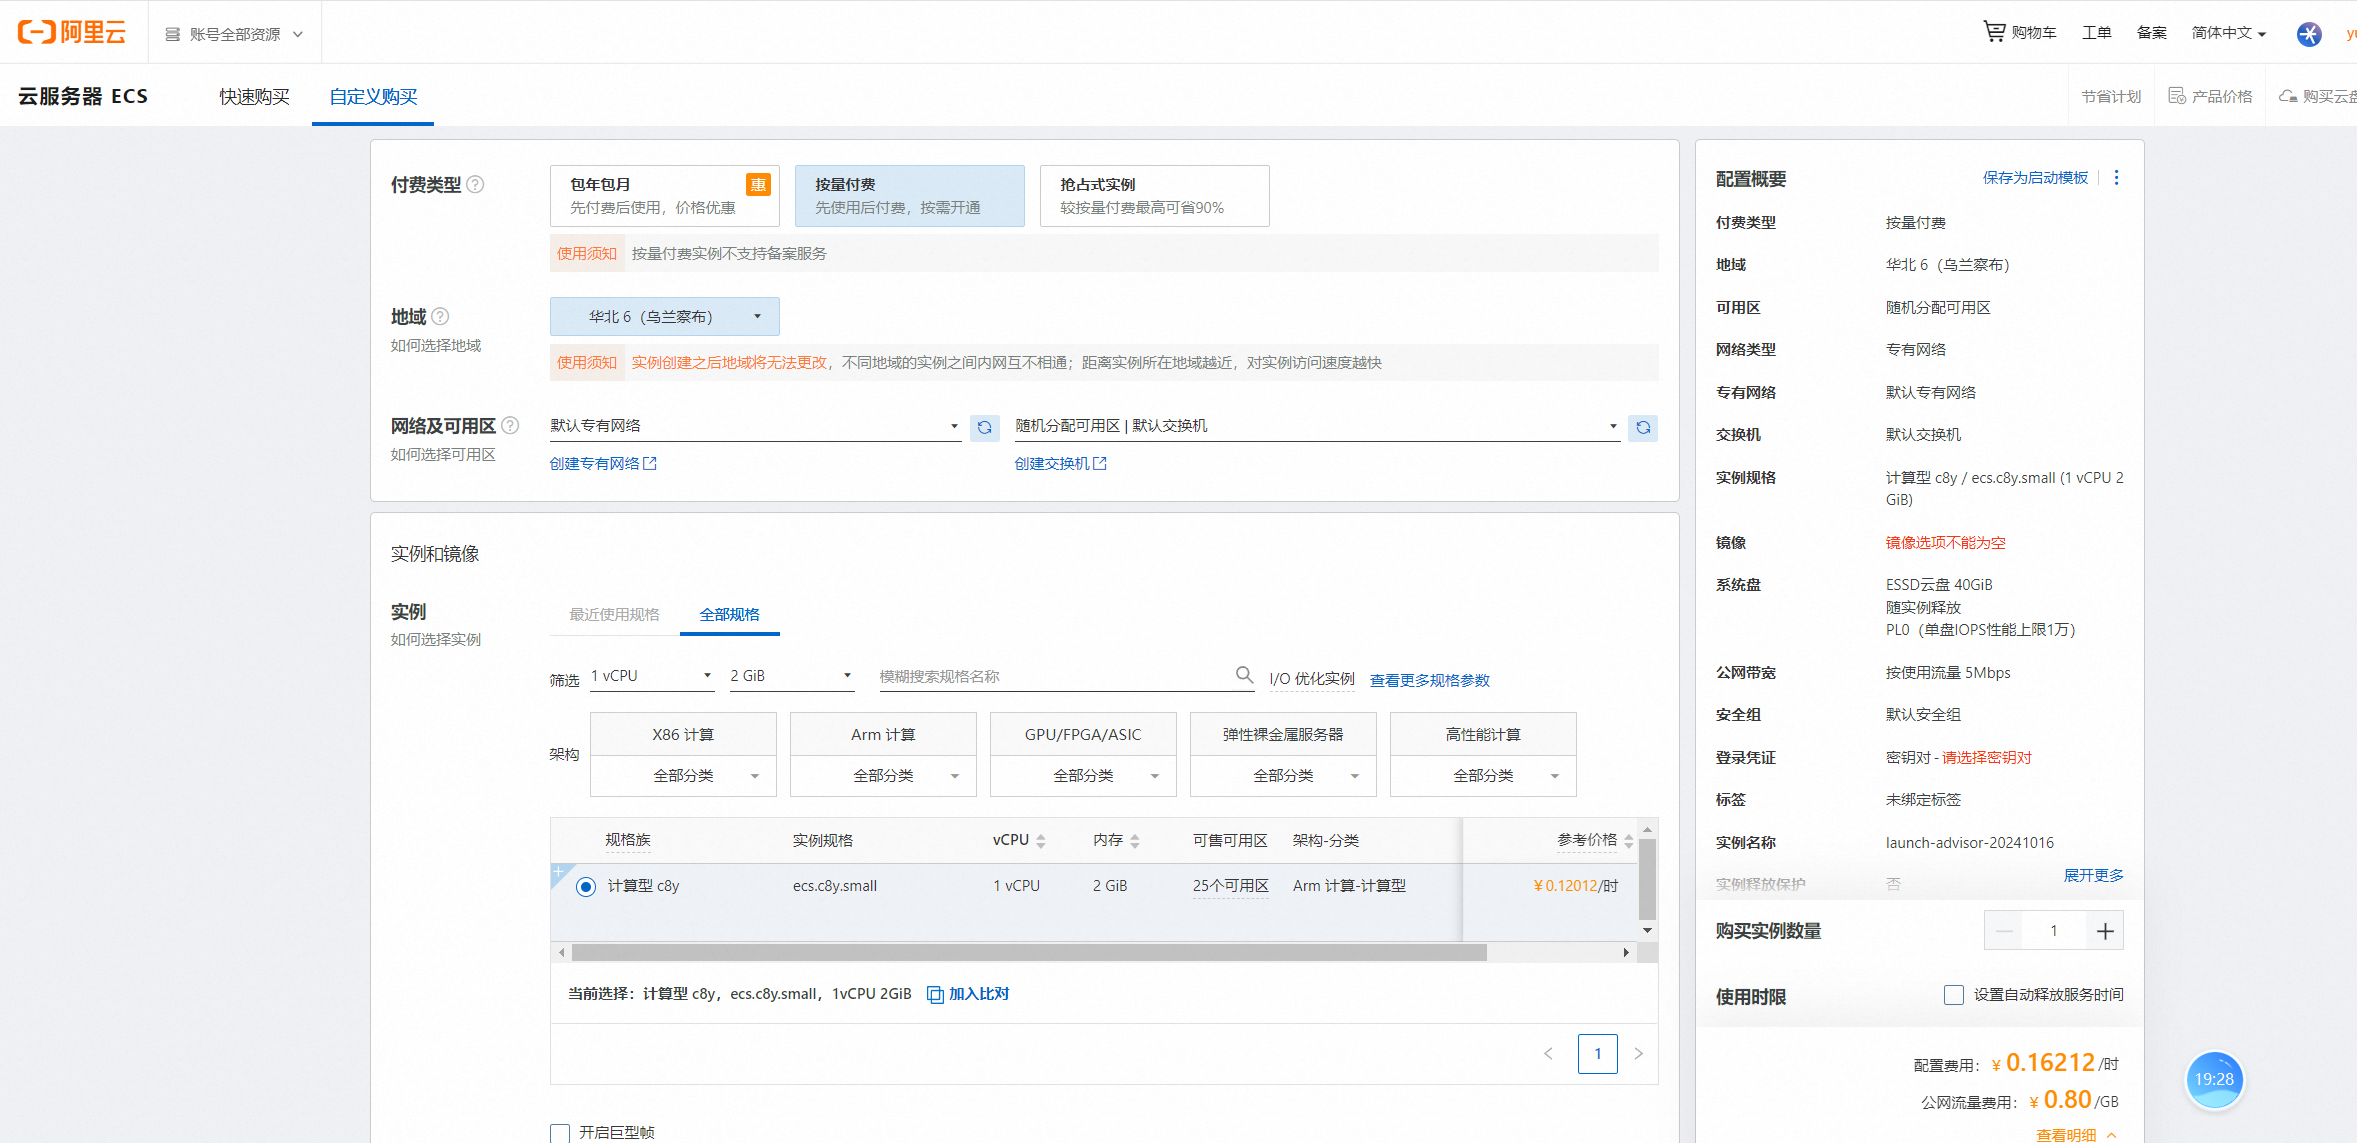 阿里云
账号全部资源
购物车
工单
备案
简体中文
云服务器 ECS
快速购买
自定义购买
节省计划
产品价格
购买云盘
付费类型
包年包月
惠
先付费后使用，价格优惠
按量付费
先使用后付费，按需开通
抢占式实例
较按量付费最高可省90%
使用须知 按量付费实例不支持备案服务
地域
如何选择地域
华北 6（乌兰察布）
使用须知 实例创建之后地域将无法更改，不同地域的实例之间内网互不相通；距离实例所在地域越近，对实例访问速度越快
网络及可用区
如何选择可用区
默认专有网络
随机分配可用区 | 默认交换机
创建专有网络
创建交换机
实例和镜像
实例
如何选择实例
最近使用规格
全部规格
筛选
1 vCPU
2 GiB
模糊搜索规格名称
I/O 优化实例
查看更多规格参数
架构
X86 计算
Arm 计算
GPU/FPGA/ASIC
弹性裸金属服务器
高性能计算
全部分类
全部分类
全部分类
全部分类
全部分类
规格族
实例规格
vCPU
内存
可售可用区
架构-分类
参考价格
计算型 c8y
ecs.c8y.small
1 vCPU
2 GiB
25个可用区
Arm 计算-计算型
¥ 0.12012/时
当前选择：计算型 c8y，ecs.c8y.small，1vCPU 2GiB
加入比对
1
开启巨型帧
配置概要
保存为启动模板
付费类型 按量付费
地域 华北 6（乌兰察布）
可用区 随机分配可用区
网络类型 专有网络
专有网络 默认专有网络
交换机 默认交换机
实例规格 计算型 c8y / ecs.c8y.small (1 vCPU 2
GiB)
镜像 镜像选项不能为空
系统盘 ESSD云盘 40GiB
随实例释放
PL0（单盘IOPS性能上限1万）
公网带宽 按使用流量 5Mbps
安全组 默认安全组
登录凭证 密钥对 - 请选择密钥对
标签 未绑定标签
实例名称 launch-advisor-20241016
实例释放保护 否
展开更多
购买实例数量
1
使用时限
设置自动释放服务时间
配置费用： ¥ 0.16212 /时
公网流量费用： ¥ 0.80 /GB
查看明细
19:28